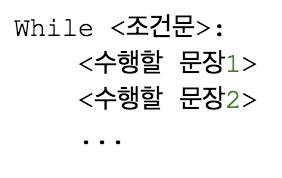 While <조건문>:
    <수행할 문장1>
    <수행할 문장2>
    ...